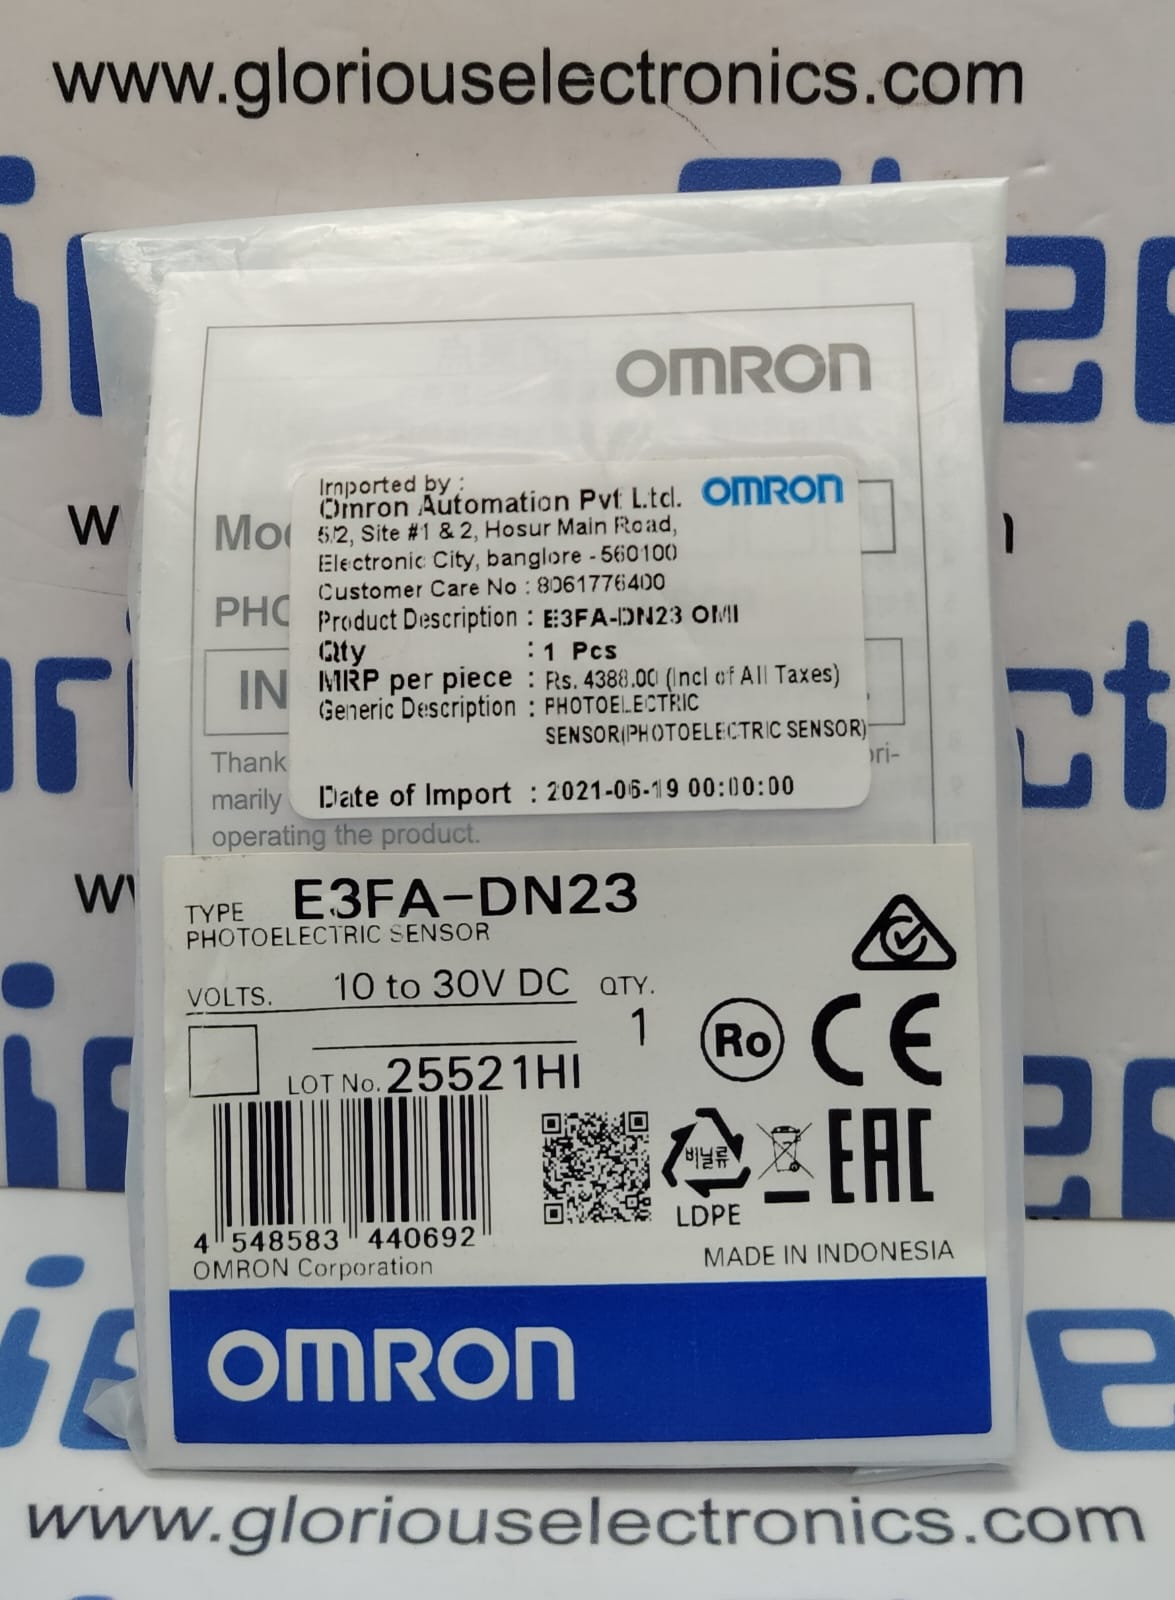 www.gloriouselectronics.com
OMRON
Imported by :
Omron Automation Pvt Ltd.
OMRON
5/2, Site #1 & 2, Hosur Main Road,
Electronic City, banglore - 560100
Customer Care No : 8061776400
Product Description : E3FA-DN23 OMI
Qty : 1 Pcs
MRP per piece : Rs. 4388.00 (Incl of All Taxes)
Generic Description : PHOTOELECTRIC
SENSOR(PHOTOELECTRIC SENSOR)
Date of Import : 2021-06-19 00:00:00
Thank
marily
operating the product.
TYPE E3FA-DN23
PHOTOELECTRIC SENSOR
VOLTS. 10 to 30V DC QTY.
1
LOT No. 25521HI
Ro CE
4 548583 440692
OMRON Corporation
비닐류
LDPE
EAC
MADE IN INDONESIA
OMRON
www.gloriouselectronics.com